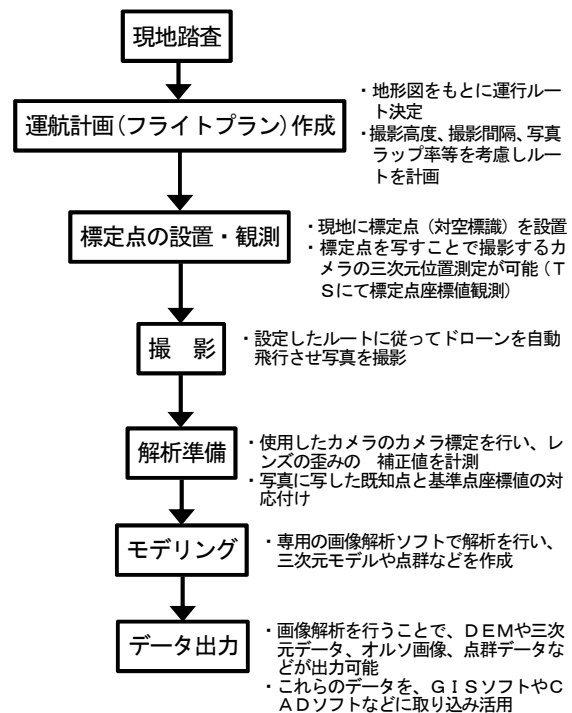 現地踏査
運航計画(フライトプラン)作成
・地形図をもとに運行ルー
ト決定
・撮影高度、撮影間隔、写真
ラップ率等を考慮しルー
トを計画
標定点の設置・観測
・現地に標定点（対空標識）を設置
・標定点を写すことで撮影するカ
メラの三次元位置測定が可能（Ｔ
Ｓにて標定点座標値観測）
撮　影
・設定したルートに従ってドローンを自動
飛行させ写真を撮影
解析準備
・使用したカメラのカメラ標定を行い、レ
ンズの歪みの　補正値を計測
・写真に写した既知点と基準点座標値の対
応付け
モデリング
・専用の画像解析ソフトで解析を行い、
三次元モデルや点群などを作成
データ出力
・画像解析を行うことで、ＤＥＭや三次
元データ、オルソ画像、点群データな
どが出力可能
・これらのデータを、ＧＩＳソフトやＣ
ＡＤソフトなどに取り込み活用